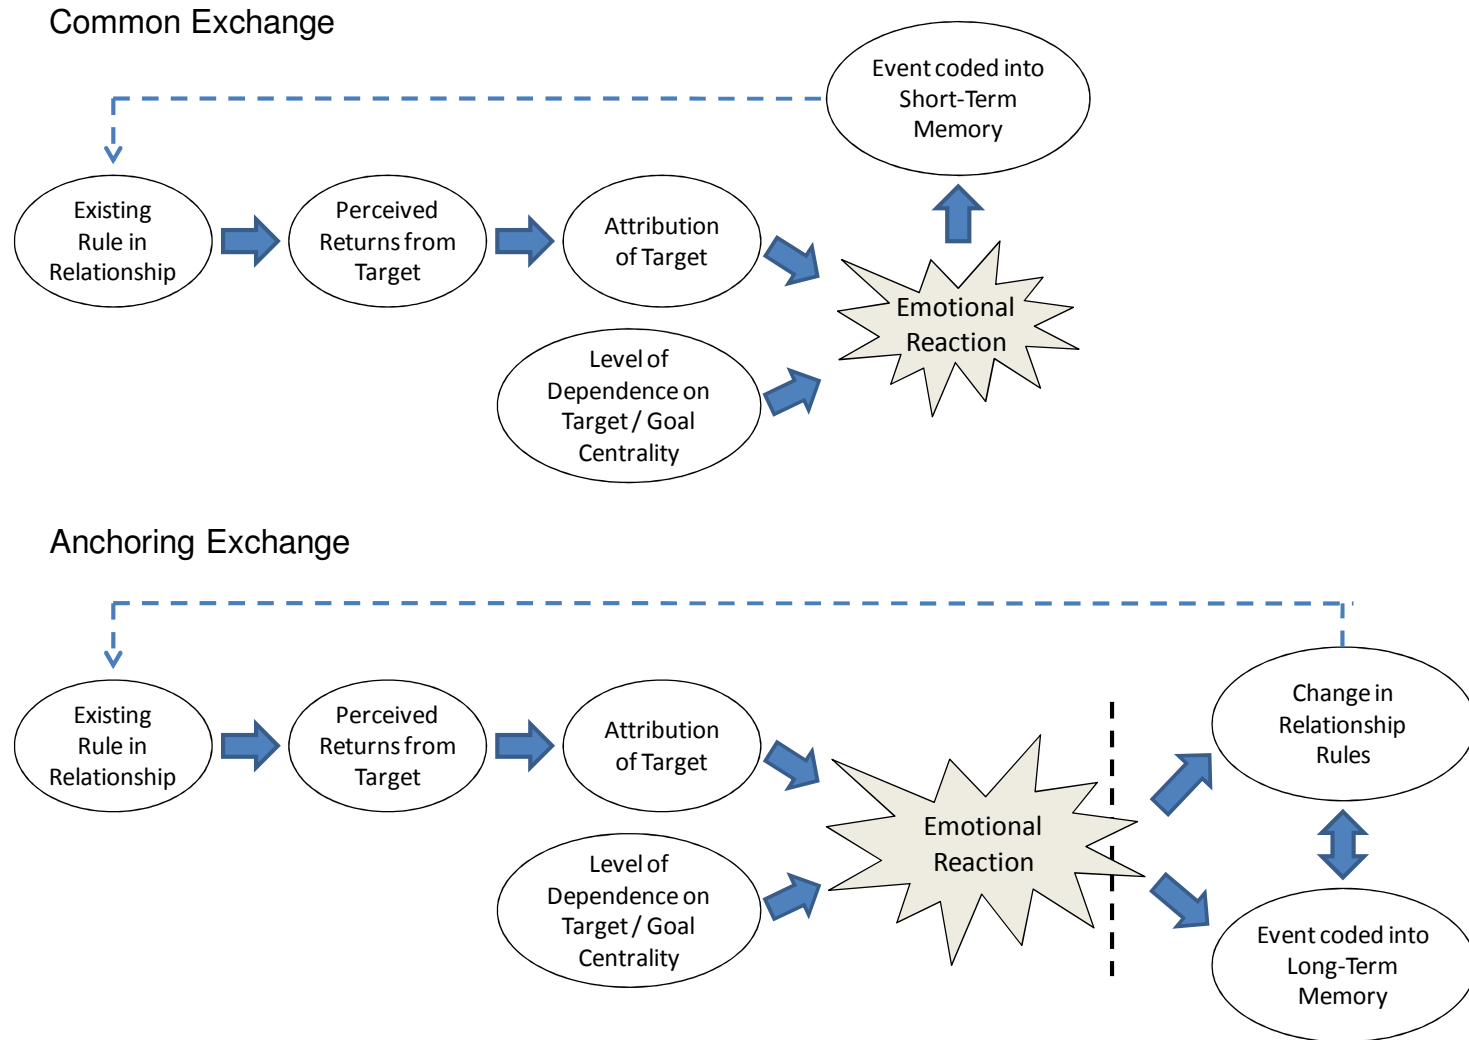 Common Exchange
Event coded into
Short-Term
Memory
Existing
Rule in
Relationship
Perceived
Returns from
Target
Attribution
of Target
Emotional
Reaction
Level of
Dependence on
Target / Goal
Centrality
Anchoring Exchange
Existing
Rule in
Relationship
Perceived
Returns from
Target
Attribution
of Target
Level of
Dependence on
Target / Goal
Centrality
Emotional
Reaction
Change in
Relationship
Rules
Event coded into
Long-Term
Memory